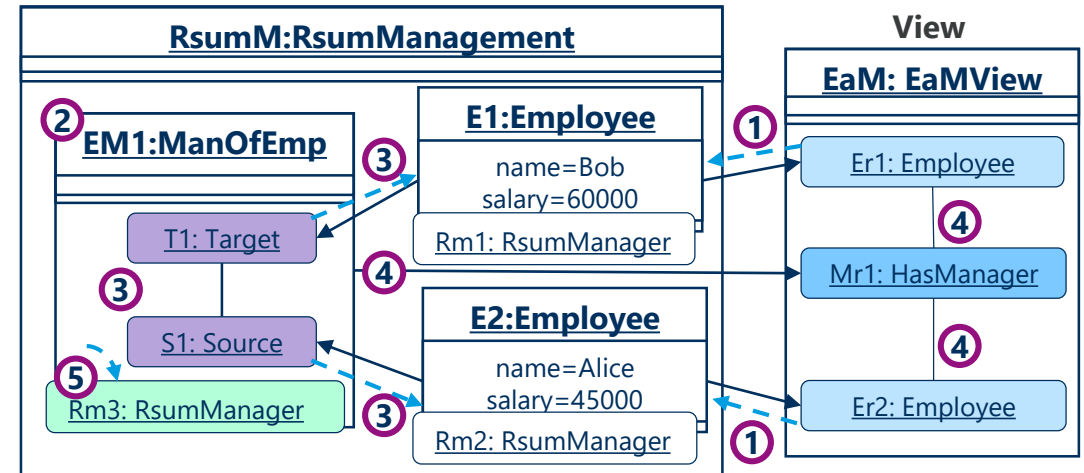 View
RsumM:RsumManagement
EaM: EaMView
2
EM1:ManOfEmp
E1:Employee
name=Bob
salary=60000
Rm1: RsumManager
3
1
Er1: Employee
T1: Target
4
4
Mr1: HasManager
3
S1: Source
E2:Employee
name=Alice
salary=45000
Rm2: RsumManager
4
5
Rm3: RsumManager
3
1
Er2: Employee